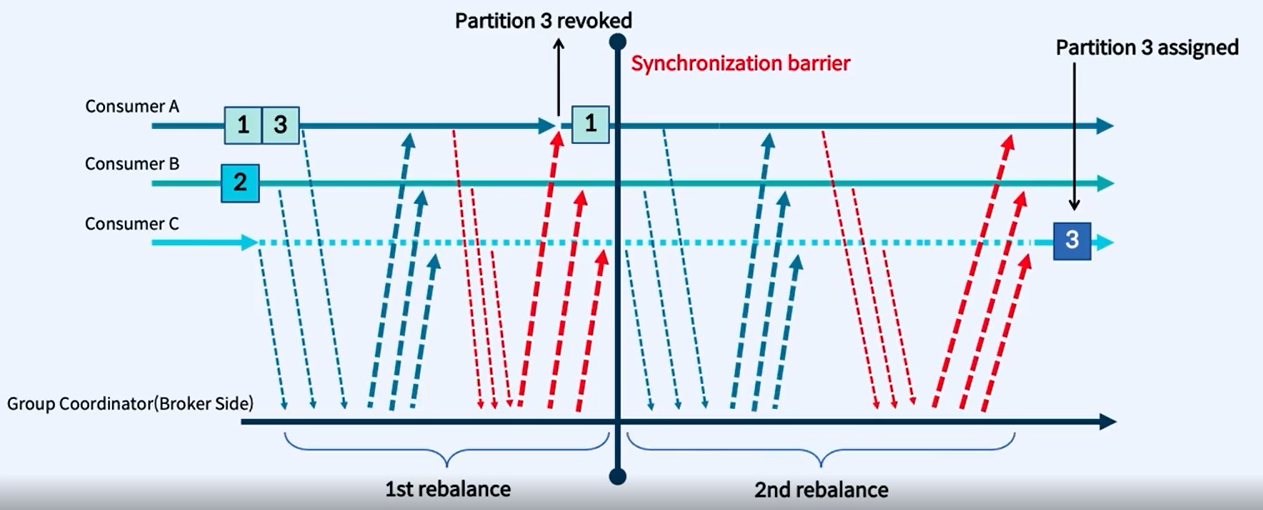 Partition 3 revoked
Synchronization barrier
Partition 3 assigned
Consumer A
1 3
1
Consumer B
2
Consumer C
3
Group Coordinator(Broker Side)
1st rebalance
2nd rebalance